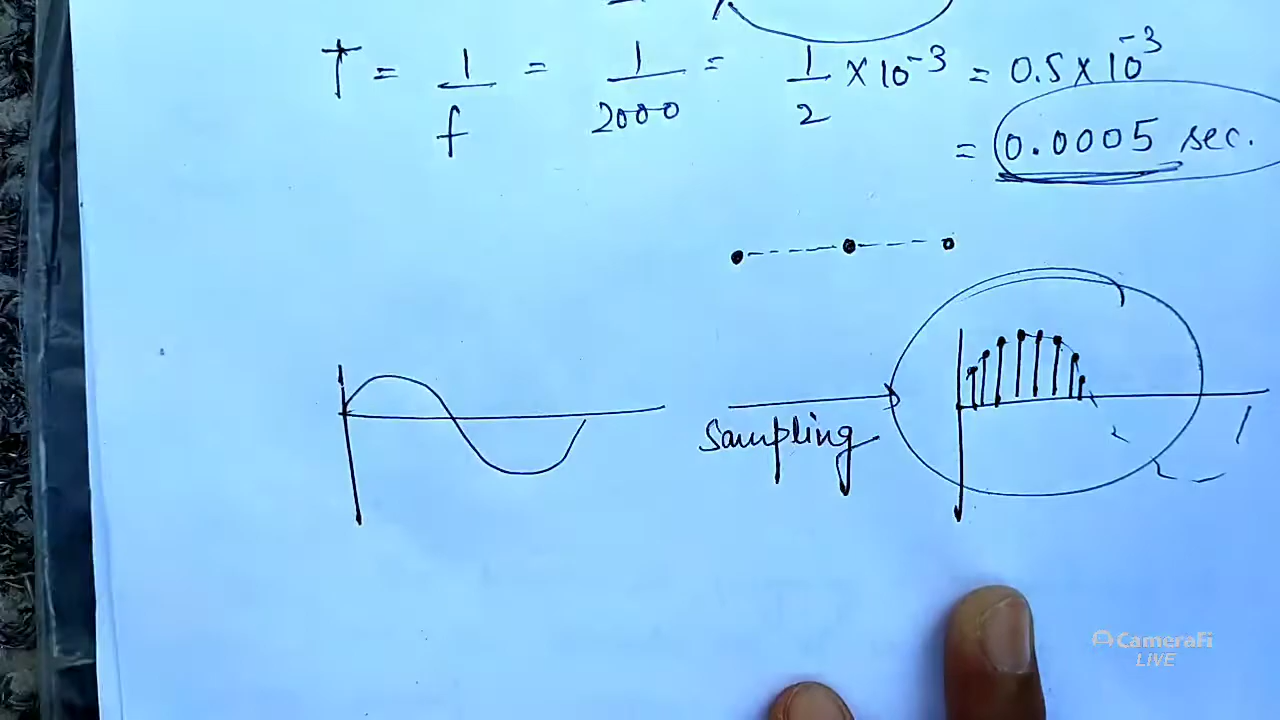 T = 1/f = 1/2000 = 1/2 × 10⁻³ = 0.5 × 10⁻³
= 0.0005 sec.
Sampling
CameraFi
LIVE